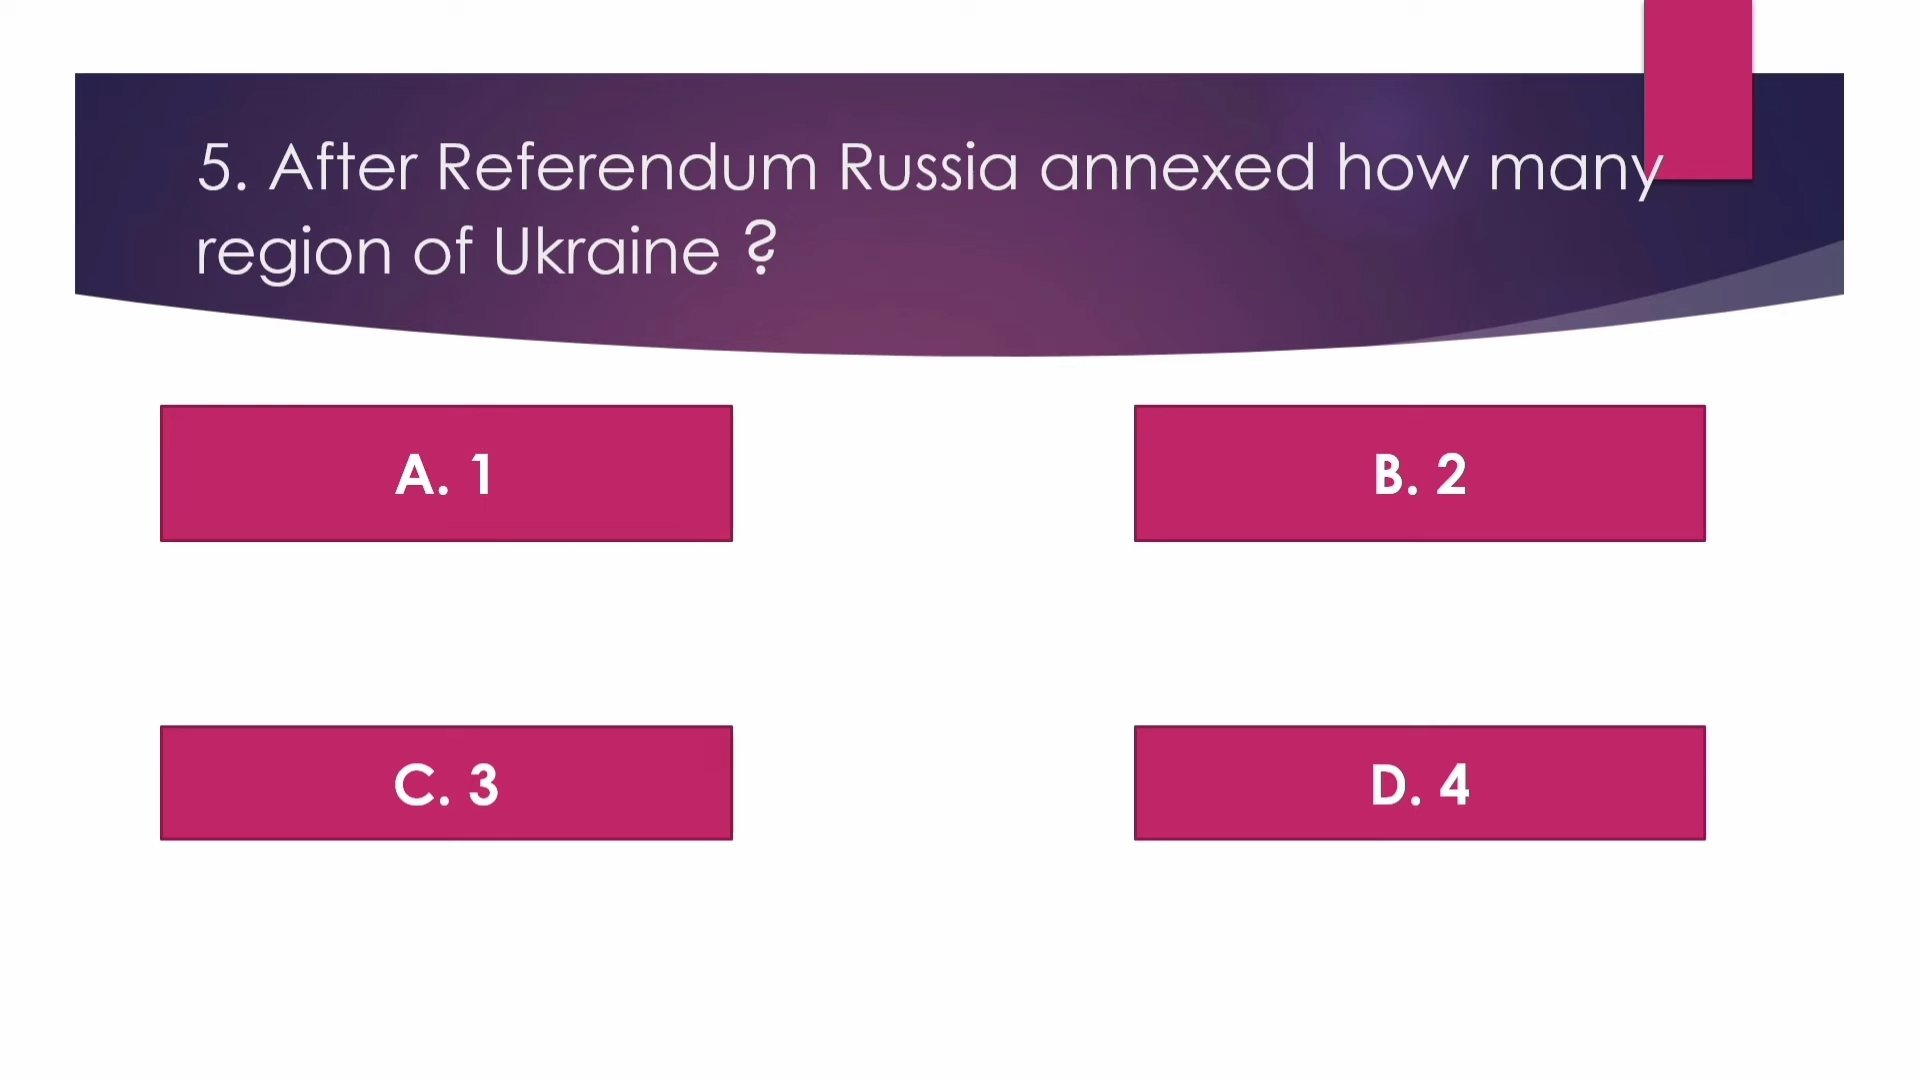 5. After Referendum Russia annexed how many
region of Ukraine ?
A. 1
B. 2
C. 3
D. 4